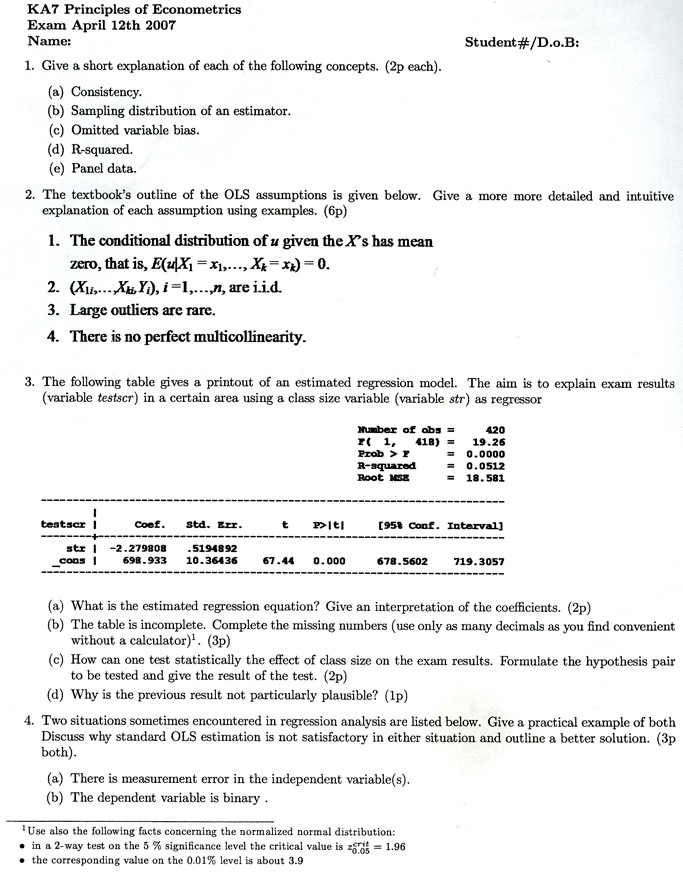 KA7 Principles of Econometrics
Exam April 12th 2007
Name: Student#/D.o.B:
1. Give a short explanation of each of the following concepts. (2p each).
(a) Consistency.
(b) Sampling distribution of an estimator.
(c) Omitted variable bias.
(d) R-squared.
(e) Panel data.
2. The textbook's outline of the OLS assumptions is given below. Give a more more detailed and intuitive
explanation of each assumption using examples. (6p)
1. The conditional distribution of u given the X's has mean
zero, that is, E(u|X₁ = x₁,..., Xₖ = xₖ) = 0.
2. (X₁ᵢ,...,Xₖᵢ, Yᵢ), i =1,...,n, are i.i.d.
3. Large outliers are rare.
4. There is no perfect multicollinearity.
3. The following table gives a printout of an estimated regression model. The aim is to explain exam results
(variable testscr) in a certain area using a class size variable (variable str) as regressor
Number of obs = 420
F( 1, 418) = 19.26
Prob > F = 0.0000
R-squared = 0.0512
Root MSE = 18.581
testscr | Coef. Std. Err. t P>|t| [95% Conf. Interval]
str | -2.279808 .5194892
_cons | 698.933 10.36436 67.44 0.000 678.5602 719.3057
(a) What is the estimated regression equation? Give an interpretation of the coefficients. (2p)
(b) The table is incomplete. Complete the missing numbers (use only as many decimals as you find convenient
without a calculator)¹. (3p)
(c) How can one test statistically the effect of class size on the exam results. Formulate the hypothesis pair
to be tested and give the result of the test. (2p)
(d) Why is the previous result not particularly plausible? (1p)
4. Two situations sometimes encountered in regression analysis are listed below. Give a practical example of both
Discuss why standard OLS estimation is not satisfactory in either situation and outline a better solution. (3p
both).
(a) There is measurement error in the independent variable(s).
(b) The dependent variable is binary .
¹Use also the following facts concerning the normalized normal distribution:
• in a 2-way test on the 5 % significance level the critical value is z^{crit}_{0.05} = 1.96
• the corresponding value on the 0.01% level is about 3.9